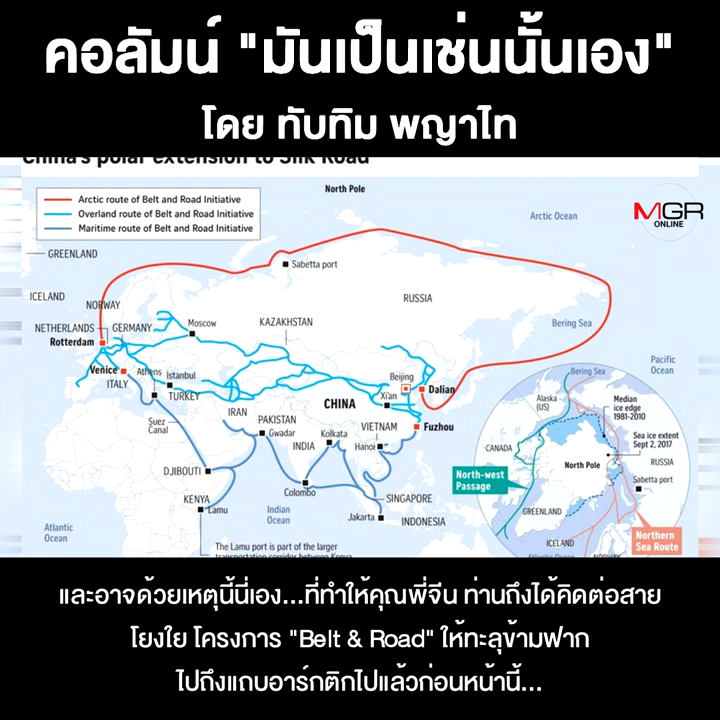 คอลัมน์ "มันเป็นเช่นนั้นเอง"
โดย ทับทิม พญาไท
China's polar extension to Silk Road
Arctic route of Belt and Road Initiative
Overland route of Belt and Road Initiative
Maritime route of Belt and Road Initiative
North Pole
Arctic Ocean
MGR
ONLINE
GREENLAND
Sabetta port
ICELAND
NORWAY
RUSSIA
Bering Sea
NETHERLANDS
GERMANY
Moscow
KAZAKHSTAN
Rotterdam
Pacific
Ocean
Venice
ITALY
Athens
Istanbul
TURKEY
Beijing
Dalian
CHINA
Xi'an
Fuzhou
Suez
Canal
IRAN
PAKISTAN
Gwadar
INDIA
Kolkata
VIETNAM
Hanoi
DJIBOUTI
KENYA
Lamu
Colombo
Indian
Ocean
SINGAPORE
Jakarta
INDONESIA
Atlantic
Ocean
The Lamu port is part of the larger
transportation corridor between Kenya
Bering Sea
Alaska
(US)
Median
ice edge
1981-2010
Sea ice extent
Sept 2, 2017
CANADA
North Pole
RUSSIA
Sabetta port
North-west
Passage
GREENLAND
Northern
Sea Route
ICELAND
Atlantic Ocean
NORWAY
และอาจด้วยเหตุนี้นี่เอง...ที่ทำให้คุณพี่จีน ท่านถึงได้คิดต่อสาย
โยงใย โครงการ "Belt & Road" ให้ทะลุข้ามฟาก
ไปถึงแถบอาร์กติกไปแล้วก่อนหน้านี้...